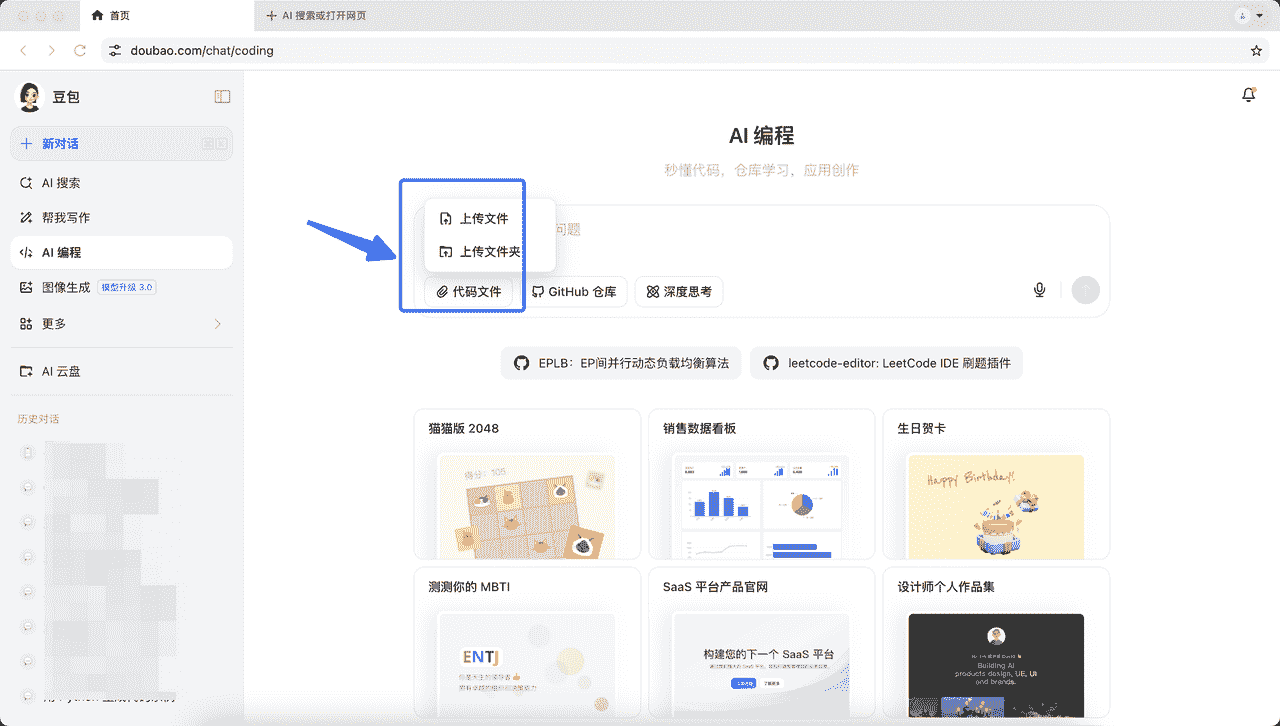 首页
AI 搜索或打开网页
doubao.com/chat/coding
豆包
新对话
AI 搜索
帮我写作
AI 编程
图像生成 模型升级 3.0
更多
AI 云盘
历史对话
AI 编程
秒懂代码，仓库学习，应用创作
上传文件
问题
上传文件夹
代码文件
GitHub 仓库
深度思考
EPLB：EP间并行动态负载均衡算法
leetcode-editor: LeetCode IDE 刷题插件
猫猫版 2048
得分：105
销售数据看板
生日贺卡
Happy Birthday!
测测你的 MBTI
ENTJ
SaaS 平台产品官网
构建您的下一个 SaaS 平台
设计师个人作品集
Building AI
products design, UE, UI
and brands.